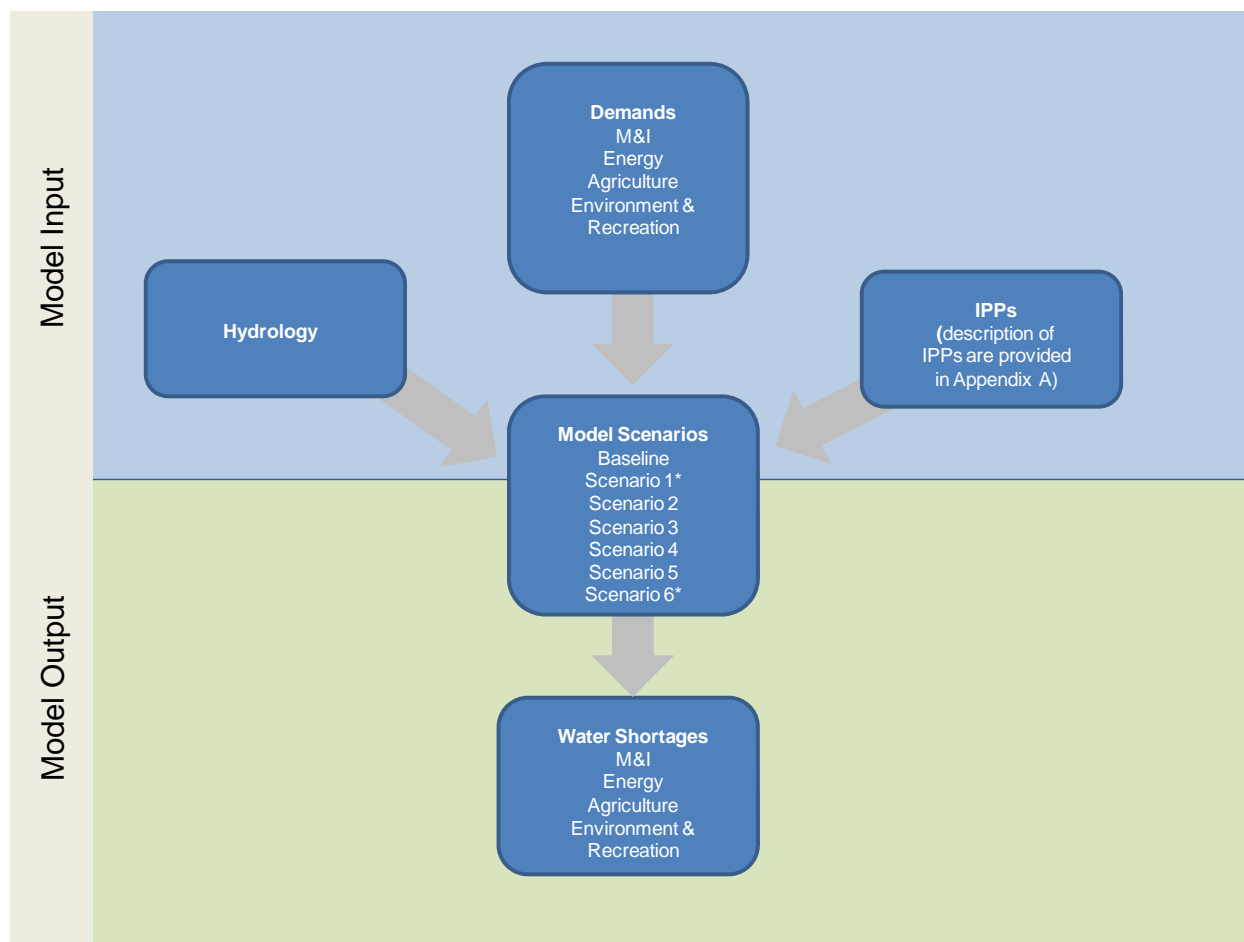 Model Input
Demands
M&I
Energy
Agriculture
Environment &
Recreation
Hydrology
IPPs
(description of
IPPs are provided
in Appendix A)
Model Scenarios
Baseline
Scenario 1*
Scenario 2
Scenario 3
Scenario 4
Scenario 5
Scenario 6*
Model Output
Water Shortages
M&I
Energy
Agriculture
Environment &
Recreation